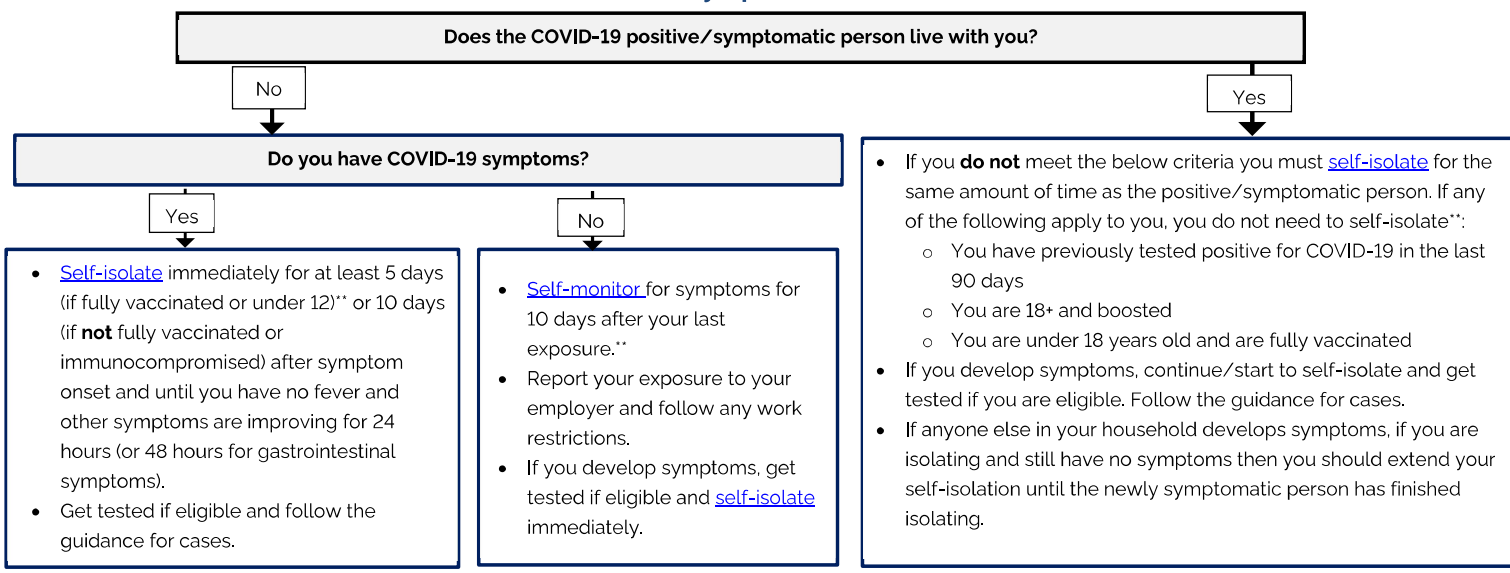 Does the COVID-19 positive/symptomatic person live with you?
No
Yes
Do you have COVID-19 symptoms?
Yes
No
• Self-isolate immediately for at least 5 days
(if fully vaccinated or under 12)** or 10 days
(if not fully vaccinated or
immunocompromised) after symptom
onset and until you have no fever and
other symptoms are improving for 24
hours (or 48 hours for gastrointestinal
symptoms).
• Get tested if eligible and follow the
guidance for cases.
• Self-monitor for symptoms for
10 days after your last
exposure.**
• Report your exposure to your
employer and follow any work
restrictions.
• If you develop symptoms, get
tested if eligible and self-isolate
immediately.
• If you do not meet the below criteria you must self-isolate for the
same amount of time as the positive/symptomatic person. If any
of the following apply to you, you do not need to self-isolate**:
o You have previously tested positive for COVID-19 in the last
90 days
o You are 18+ and boosted
o You are under 18 years old and are fully vaccinated
• If you develop symptoms, continue/start to self-isolate and get
tested if you are eligible. Follow the guidance for cases.
• If anyone else in your household develops symptoms, if you are
isolating and still have no symptoms then you should extend your
self-isolation until the newly symptomatic person has finished
isolating.